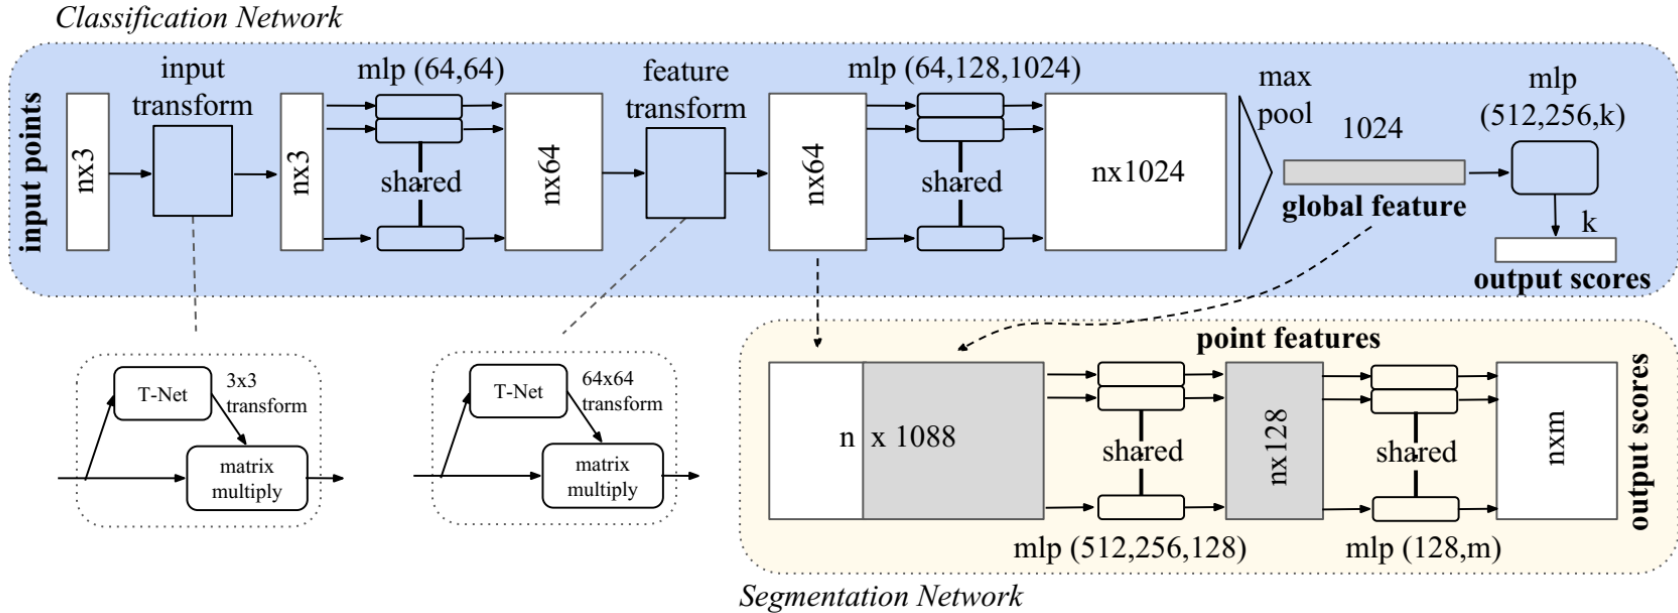 Classification Network
input points
nx3
input
transform
nx3
mlp (64,64)
shared
nx64
feature
transform
nx64
mlp (64,128,1024)
shared
nx1024
max
pool
1024
global feature
mlp
(512,256,k)
k
output scores
T-Net
3x3
transform
matrix
multiply
T-Net
64x64
transform
matrix
multiply
point features
n x 1088
shared
mlp (512,256,128)
nx128
shared
mlp (128,m)
nxm
output scores
Segmentation Network